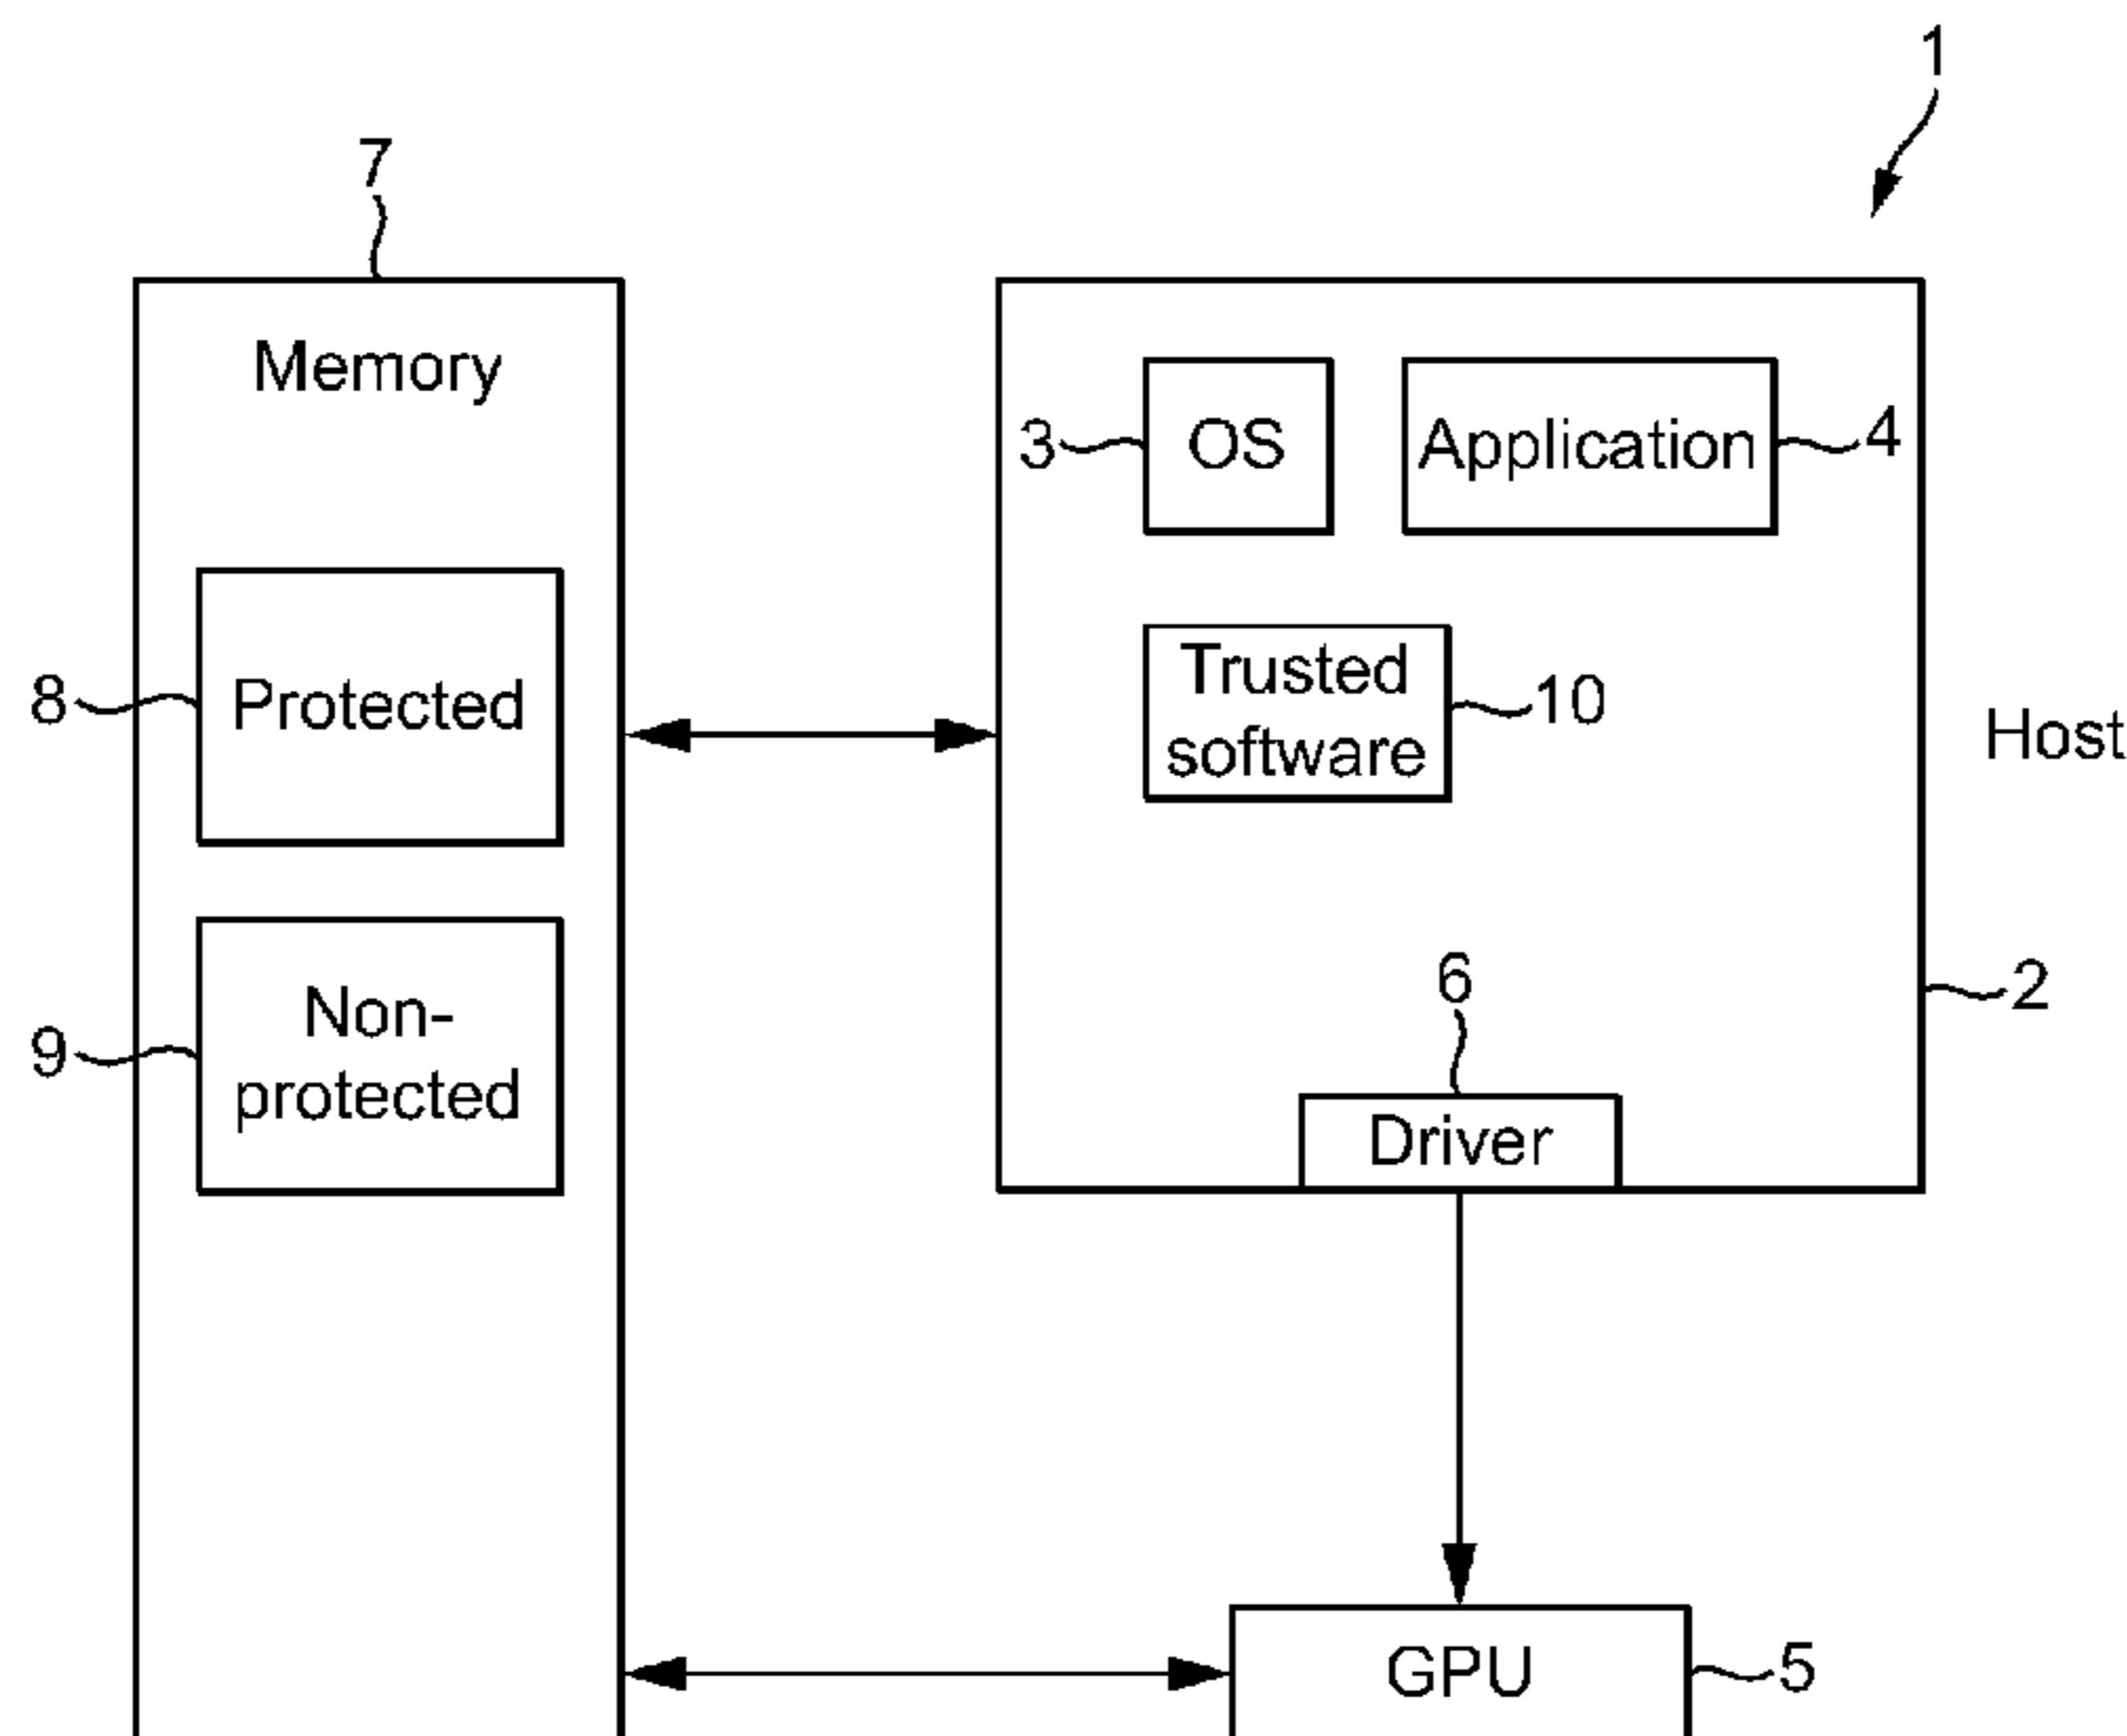 1
7
Memory
3
OS
Application
4
8
Protected
Trusted
software
10
Host
9
Non-
protected
6
2
Driver
GPU
5